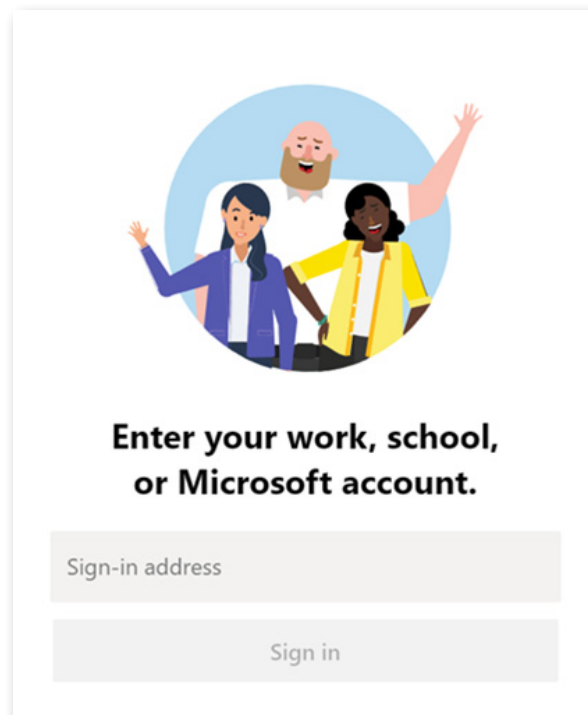 Enter your work, school,
or Microsoft account.
Sign-in address
Sign in